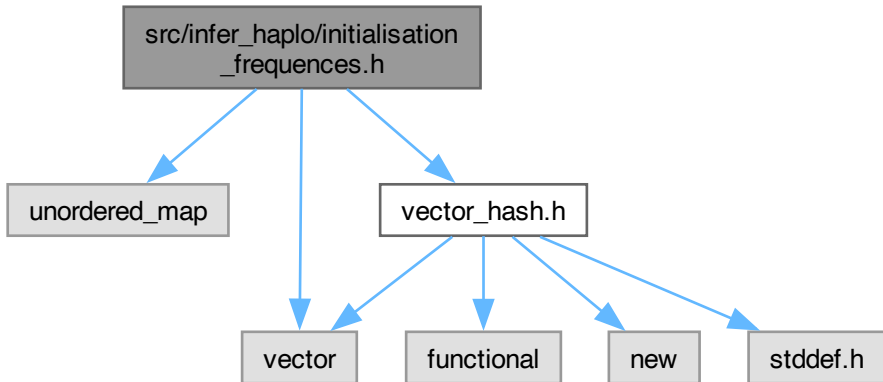 src/infer_haplo/initialisation
_frequences.h
unordered_map
vector_hash.h
vector
functional
new
stddef.h